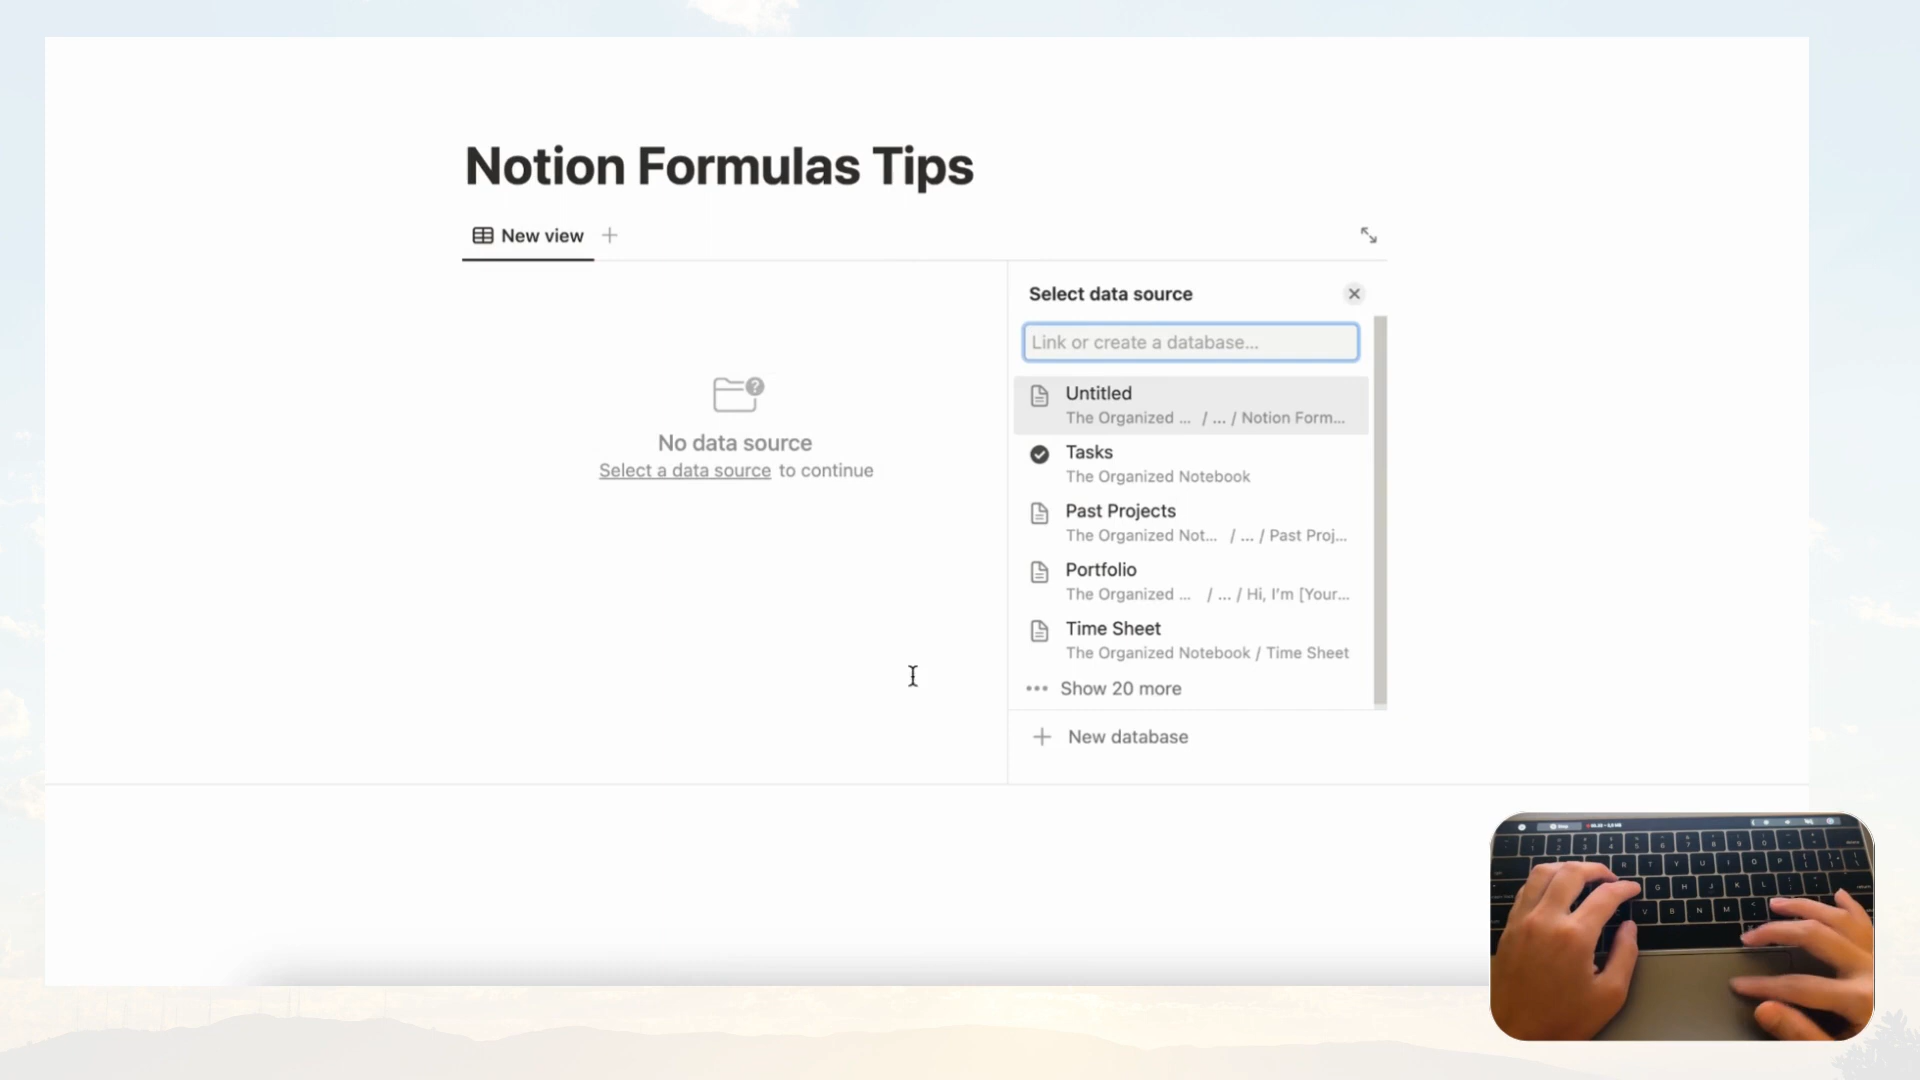 Notion Formulas Tips
New view
Select data source
Link or create a database...
Untitled
The Organized ... / ... / Notion Form...
Tasks
The Organized Notebook
Past Projects
The Organized Not... / ... / Past Proj...
Portfolio
The Organized ... / ... / Hi, I'm [Your...
Time Sheet
The Organized Notebook / Time Sheet
Show 20 more
New database
No data source
Select a data source to continue